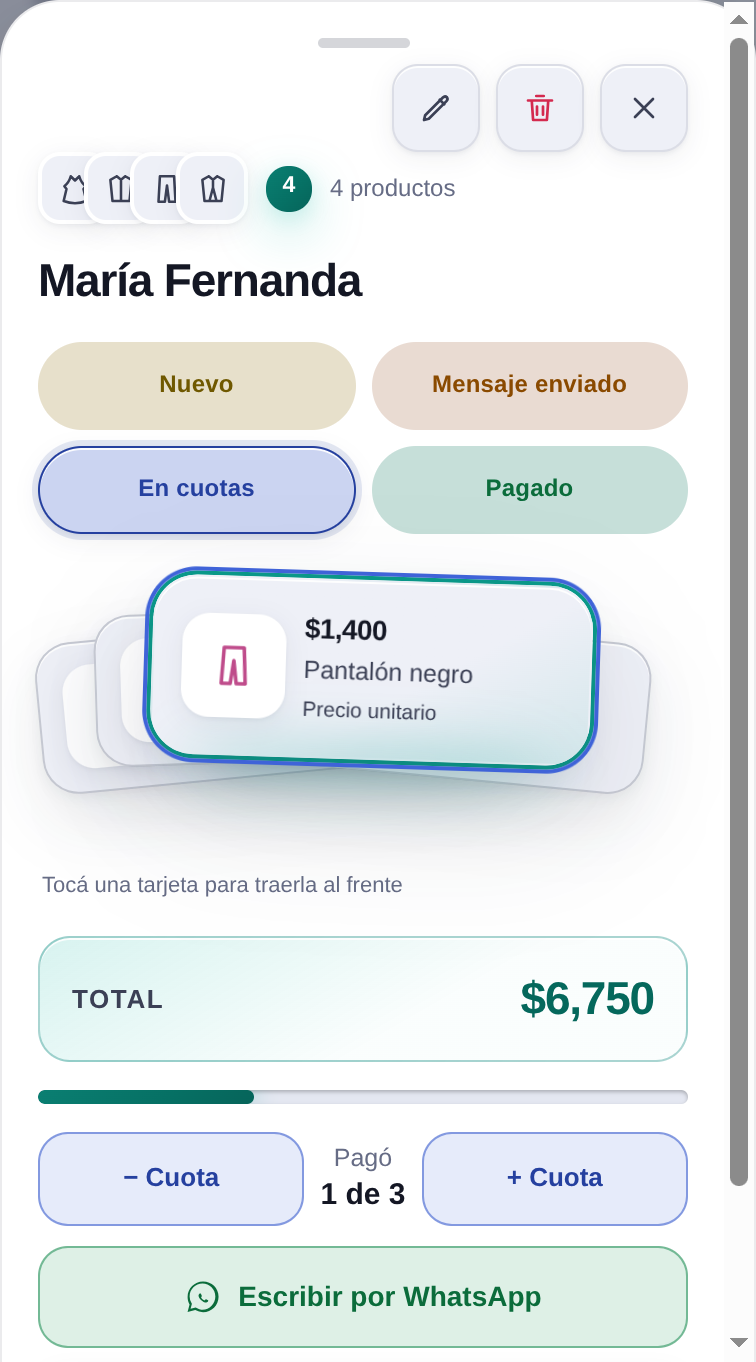 4
4 productos
María Fernanda
Nuevo
Mensaje enviado
En cuotas
Pagado
$1,400
Pantalón negro
Precio unitario
Tocá una tarjeta para traerla al frente
TOTAL
$6,750
− Cuota
Pagó
1 de 3
+ Cuota
Escribir por WhatsApp